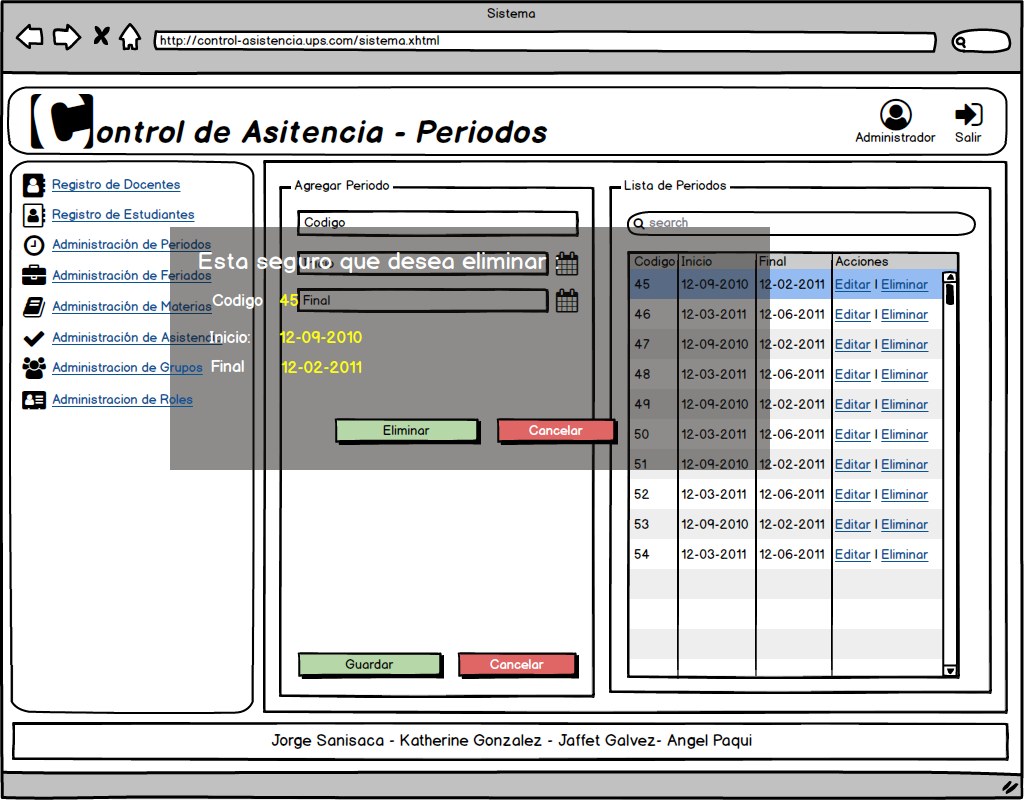 Sistema
http://control-asistencia.ups.com/sistema.xhtml
Control de Asitencia - Periodos
Administrador
Salir
Registro de Docentes
Registro de Estudiantes
Administración de Periodos
Administración de Feriados
Administración de Materias
Administración de Asistencia
Administracion de Grupos
Administracion de Roles
Agregar Periodo
Codigo
Final
Esta seguro que desea eliminar :
Codigo 45
Inicio: 12-09-2010
Final 12-02-2011
Eliminar Cancelar
Guardar Cancelar
Lista de Periodos
search
Codigo Inicio Final Acciones
45 12-09-2010 12-02-2011 Editar | Eliminar
46 12-03-2011 12-06-2011 Editar | Eliminar
47 12-09-2010 12-02-2011 Editar | Eliminar
48 12-03-2011 12-06-2011 Editar | Eliminar
49 12-09-2010 12-02-2011 Editar | Eliminar
50 12-03-2011 12-06-2011 Editar | Eliminar
51 12-09-2010 12-02-2011 Editar | Eliminar
52 12-03-2011 12-06-2011 Editar | Eliminar
53 12-09-2010 12-02-2011 Editar | Eliminar
54 12-03-2011 12-06-2011 Editar | Eliminar
Jorge Sanisaca - Katherine Gonzalez - Jaffet Galvez- Angel Paqui